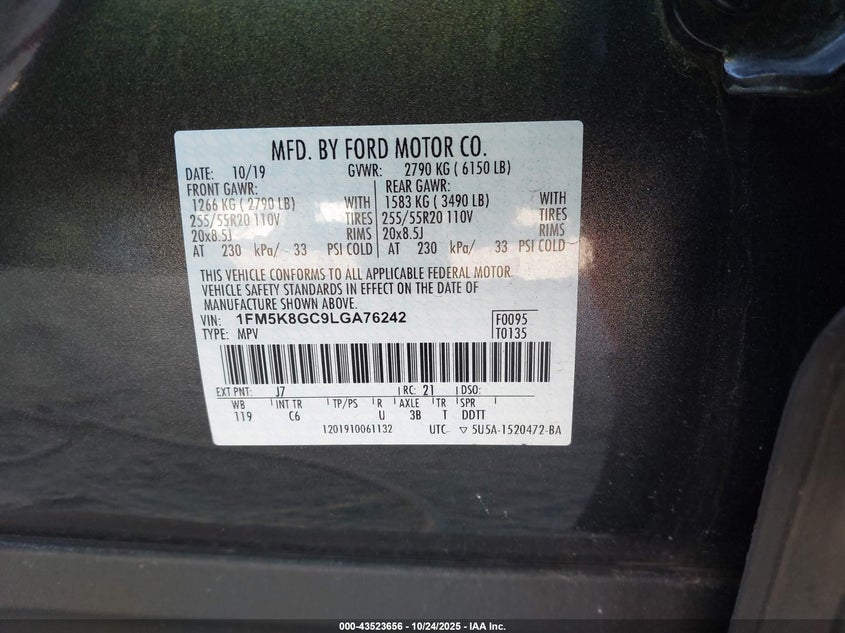 MFD. BY FORD MOTOR CO.
DATE: 10/19 GVWR: 2790 KG ( 6150 LB)
FRONT GAWR: REAR GAWR:
1266 KG ( 2790 LB) WITH 1583 KG ( 3490 LB) WITH
255/55R20 110V TIRES 255/55R20 110V TIRES
20x8.5J RIMS 20x8.5J RIMS
AT 230 kPa/ 33 PSI COLD AT 230 kPa/ 33 PSI COLD
THIS VEHICLE CONFORMS TO ALL APPLICABLE FEDERAL MOTOR
VEHICLE SAFETY STANDARDS IN EFFECT ON THE DATE OF
MANUFACTURE SHOWN ABOVE.
VIN: 1FM5K8GC9LGA76242 F0095
TYPE: MPV T0135
EXT PNT: J7 RC: 21 DSO:
WB INT TR TP/PS R AXLE TR SPR
119 C6 U 3B T DDTT
1201910061132 UTC ▽ 5U5A-1520472-BA
000-43523656 - 10/24/2025 - IAA Inc.